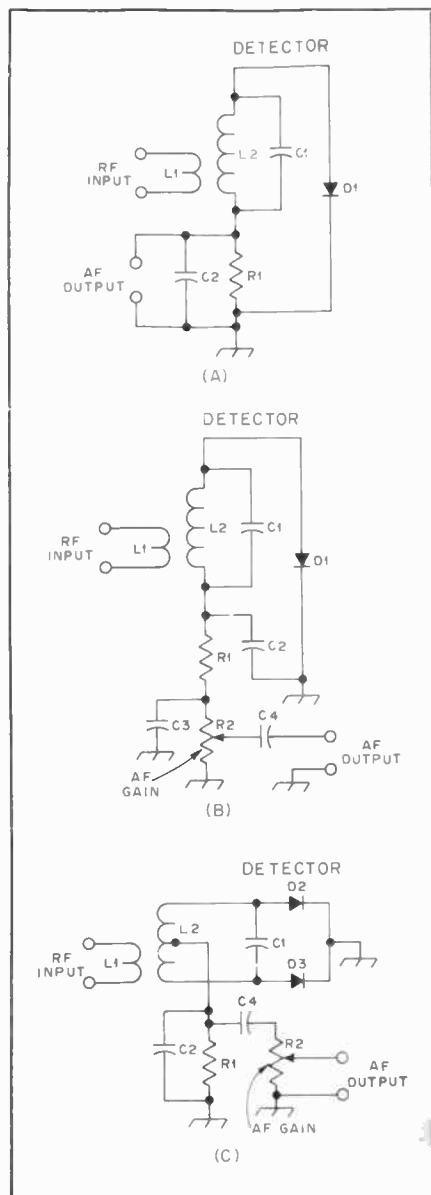 DETECTOR
L2
C1
RF
INPUT
L1
D1
AF
OUTPUT
C2
R1
(A)
DETECTOR
L2
C1
RF
INPUT
L1
D1
C2
R1
C3
R2
C4
AF
GAIN
AF
OUTPUT
(B)
DETECTOR
D2
L2
RF
INPUT
L1
C1
D3
C4
C2
R1
R2
AF
OUTPUT
AF GAIN
(C)